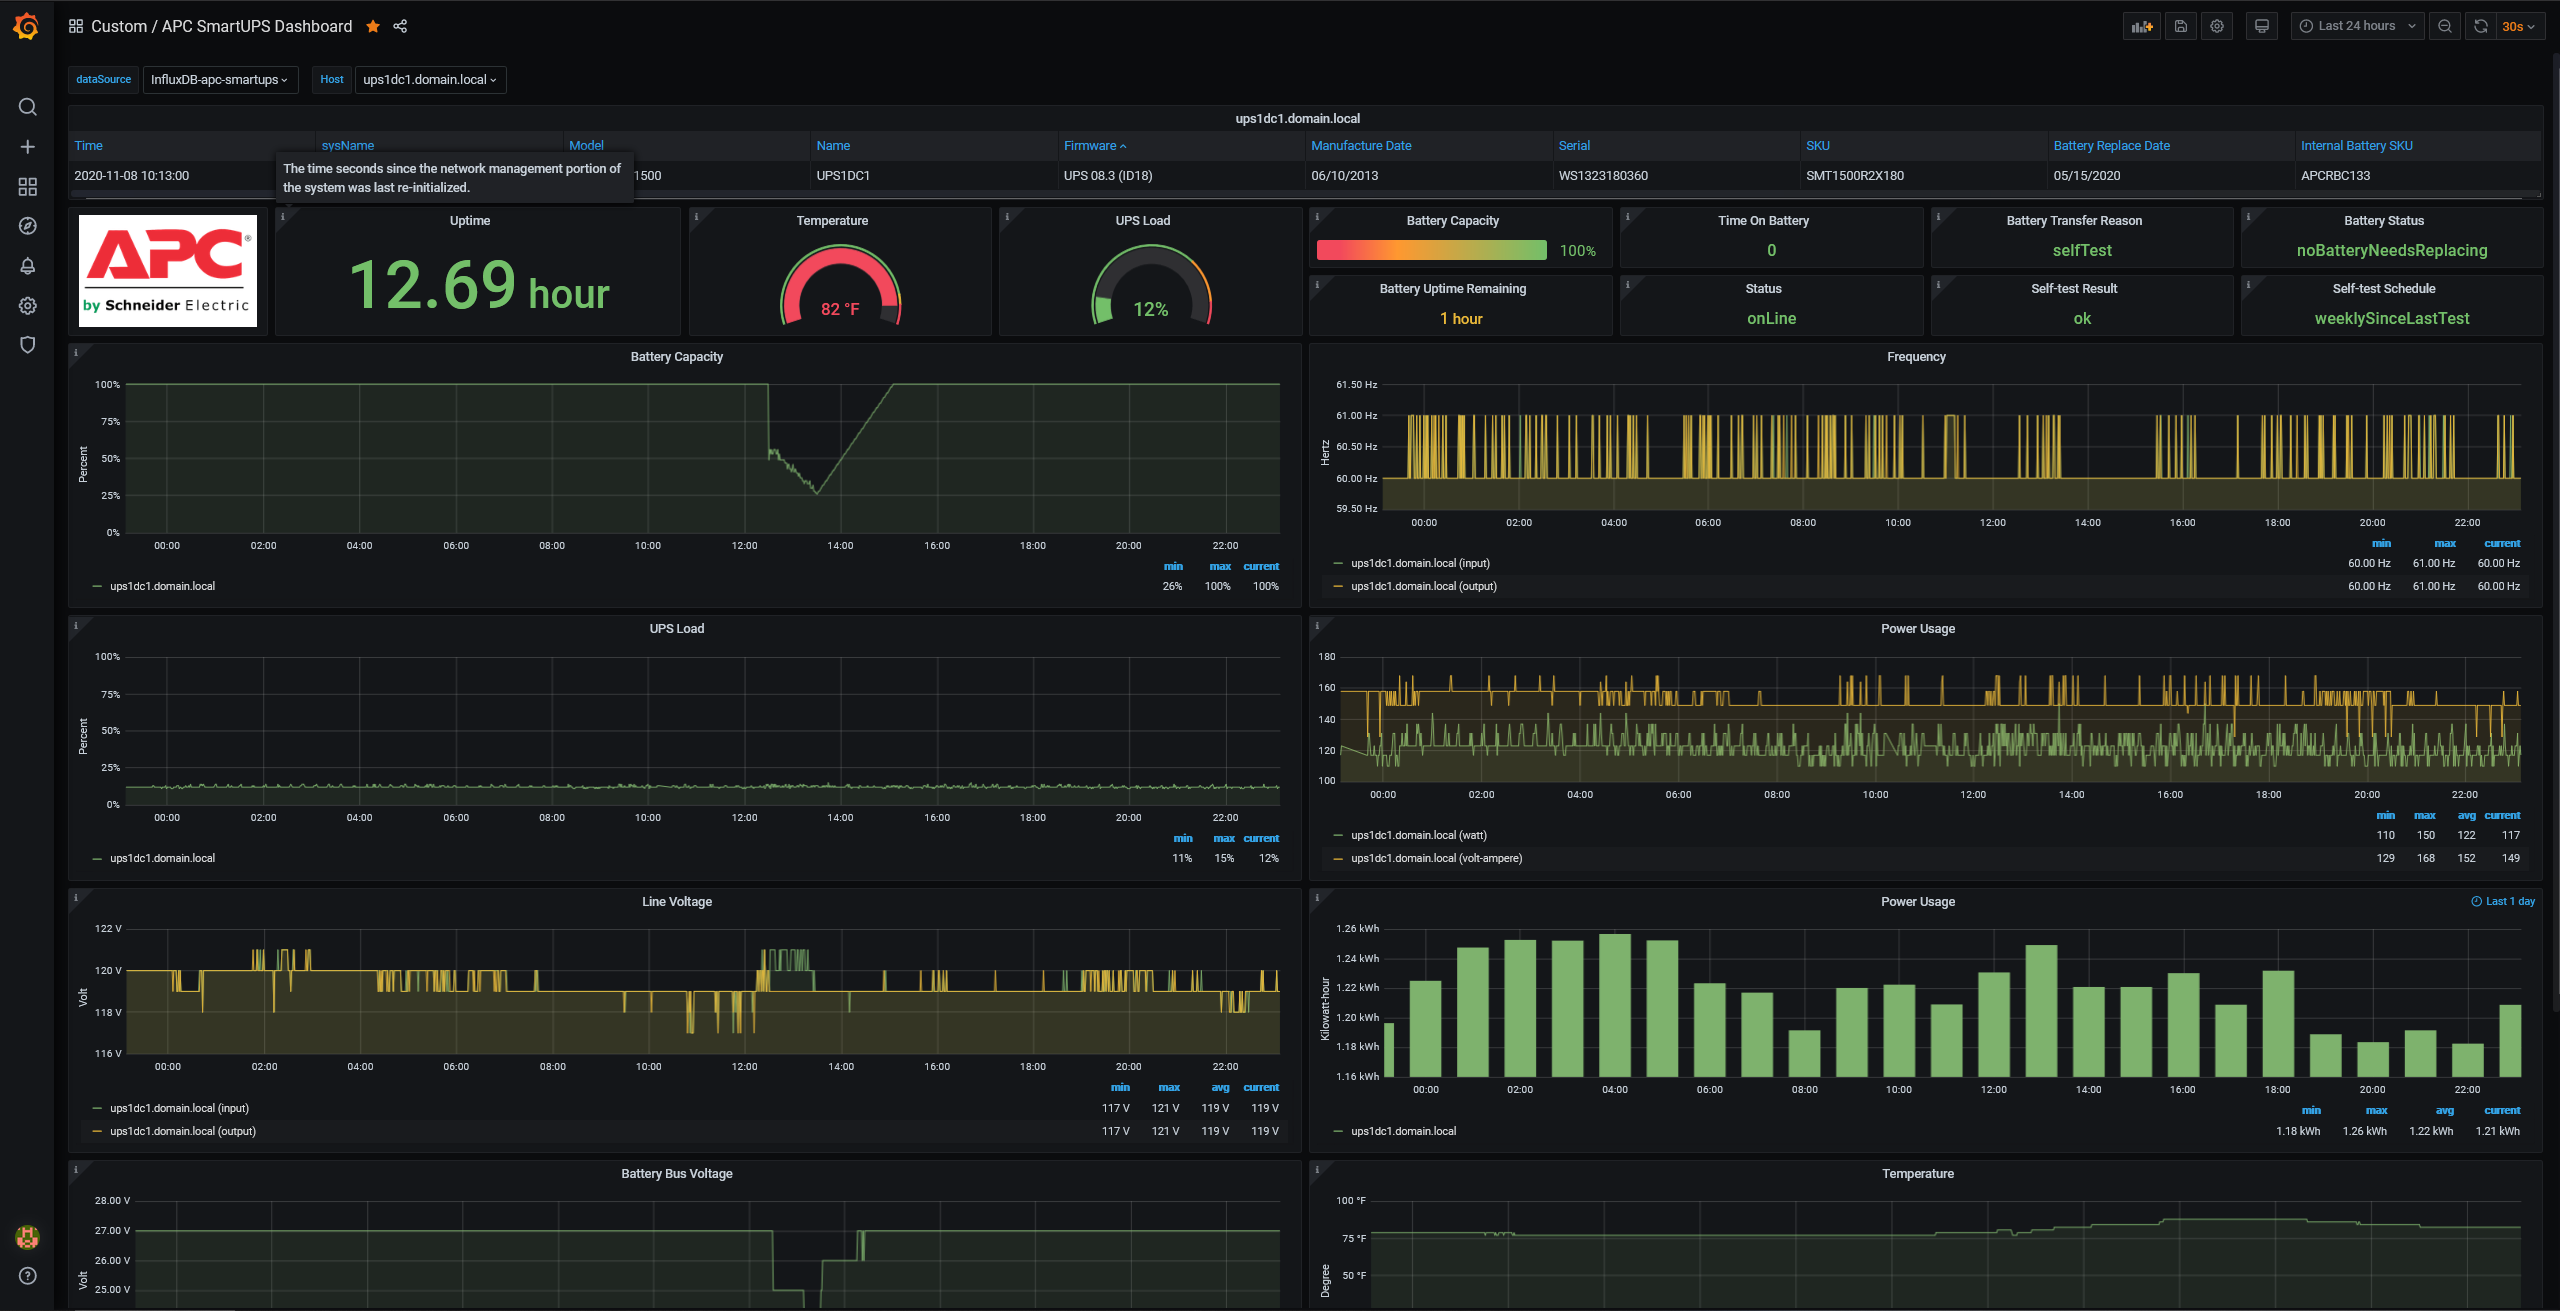 Custom / APC SmartUPS Dashboard
Last 24 hours
30s
dataSource InfluxDB-apc-smartups Host ups1dc1.domain.local
ups1dc1.domain.local
Time sysName Model Name Firmware Manufacture Date Serial SKU Battery Replace Date Internal Battery SKU
The time seconds since the network management portion of
the system was last re-initialized.
2020-11-08 10:13:00 1500 UPS1DC1 UPS 08.3 (ID18) 06/10/2013 WS1323180360 SMT1500R2X180 05/15/2020 APCRBC133
APC®
by Schneider Electric
Uptime
12.69 hour
Temperature
82 °F
UPS Load
12%
Battery Capacity
100%
Time On Battery
0
Battery Transfer Reason
selfTest
Battery Status
noBatteryNeedsReplacing
Battery Uptime Remaining
1 hour
Status
onLine
Self-test Result
ok
Self-test Schedule
weeklySinceLastTest
Battery Capacity
Percent
100%
75%
50%
25%
0%
00:00 02:00 04:00 06:00 08:00 10:00 12:00 14:00 16:00 18:00 20:00 22:00
min max current
ups1dc1.domain.local 26% 100% 100%
Frequency
Hertz
61.50 Hz
61.00 Hz
60.50 Hz
60.00 Hz
59.50 Hz
00:00 02:00 04:00 06:00 08:00 10:00 12:00 14:00 16:00 18:00 20:00 22:00
min max current
ups1dc1.domain.local (input) 60.00 Hz 61.00 Hz 60.00 Hz
ups1dc1.domain.local (output) 60.00 Hz 61.00 Hz 60.00 Hz
UPS Load
Percent
100%
75%
50%
25%
0%
00:00 02:00 04:00 06:00 08:00 10:00 12:00 14:00 16:00 18:00 20:00 22:00
min max current
ups1dc1.domain.local 11% 15% 12%
Power Usage
180
160
140
120
100
00:00 02:00 04:00 06:00 08:00 10:00 12:00 14:00 16:00 18:00 20:00 22:00
min max avg current
ups1dc1.domain.local (watt) 110 150 122 117
ups1dc1.domain.local (volt-ampere) 129 168 152 149
Line Voltage
Volt
122 V
120 V
118 V
116 V
00:00 02:00 04:00 06:00 08:00 10:00 12:00 14:00 16:00 18:00 20:00 22:00
min max avg current
ups1dc1.domain.local (input) 117 V 121 V 119 V 119 V
ups1dc1.domain.local (output) 117 V 121 V 119 V 119 V
Power Usage
Last 1 day
Kilowatt-hour
1.26 kWh
1.24 kWh
1.22 kWh
1.20 kWh
1.18 kWh
1.16 kWh
00:00 02:00 04:00 06:00 08:00 10:00 12:00 14:00 16:00 18:00 20:00 22:00
min max avg current
ups1dc1.domain.local 1.18 kWh 1.26 kWh 1.22 kWh 1.21 kWh
Battery Bus Voltage
Volt
28.00 V
27.00 V
26.00 V
25.00 V
Temperature
Degree
100 °F
75 °F
50 °F